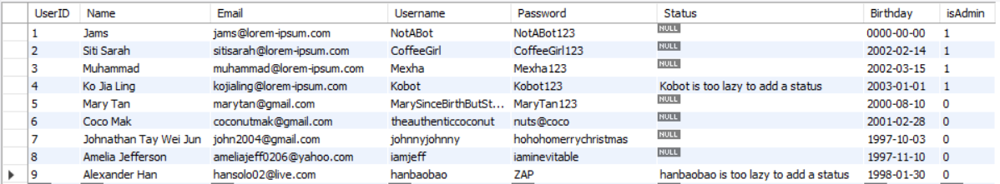 UserID Name Email Username Password Status Birthday isAdmin
1 Jams jams@lorem-ipsum.com NotABot NotABot123 NULL 0000-00-00 1
2 Siti Sarah sitisarah@lorem-ipsum.com CoffeeGirl CoffeeGirl123 NULL 2002-02-14 1
3 Muhammad muhammad@lorem-ipsum.com Mexha Mexha123 NULL 2002-03-15 1
4 Ko Jia Ling kojialing@lorem-ipsum.com Kobot Kobot123 Kobot is too lazy to add a status 2003-01-01 1
5 Mary Tan marytan@gmail.com MarySinceBirthButSt... MaryTan123 NULL 2000-08-10 0
6 Coco Mak coconutmak@gmail.com theauthenticcoconut nuts@coco NULL 2001-02-28 0
7 Johnathan Tay Wei Jun john2004@gmail.com johnnyjohnny hohohomerrychristmas NULL 1997-10-03 0
8 Amelia Jefferson ameliajeff0206@yahoo.com iamjeff iaminevitable NULL 1997-11-10 0
9 Alexander Han hansolo02@live.com hanbaobao ZAP hanbaobao is too lazy to add a status 1998-01-30 0